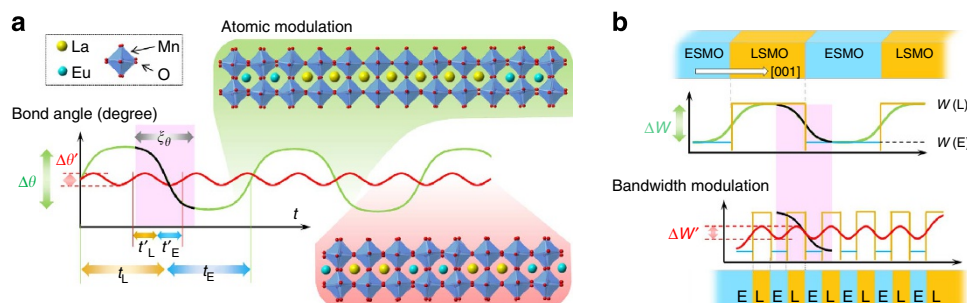 a
Atomic modulation
La
Mn
Eu
O
Bond angle (degree)
ξθ
Δθ′
Δθ
t
t′L
t′E
tL
tE
b
ESMO
LSMO
ESMO
LSMO
[001]
W (L)
ΔW
W (E)
Bandwidth modulation
ΔW′
E L E L E L E L E L E L